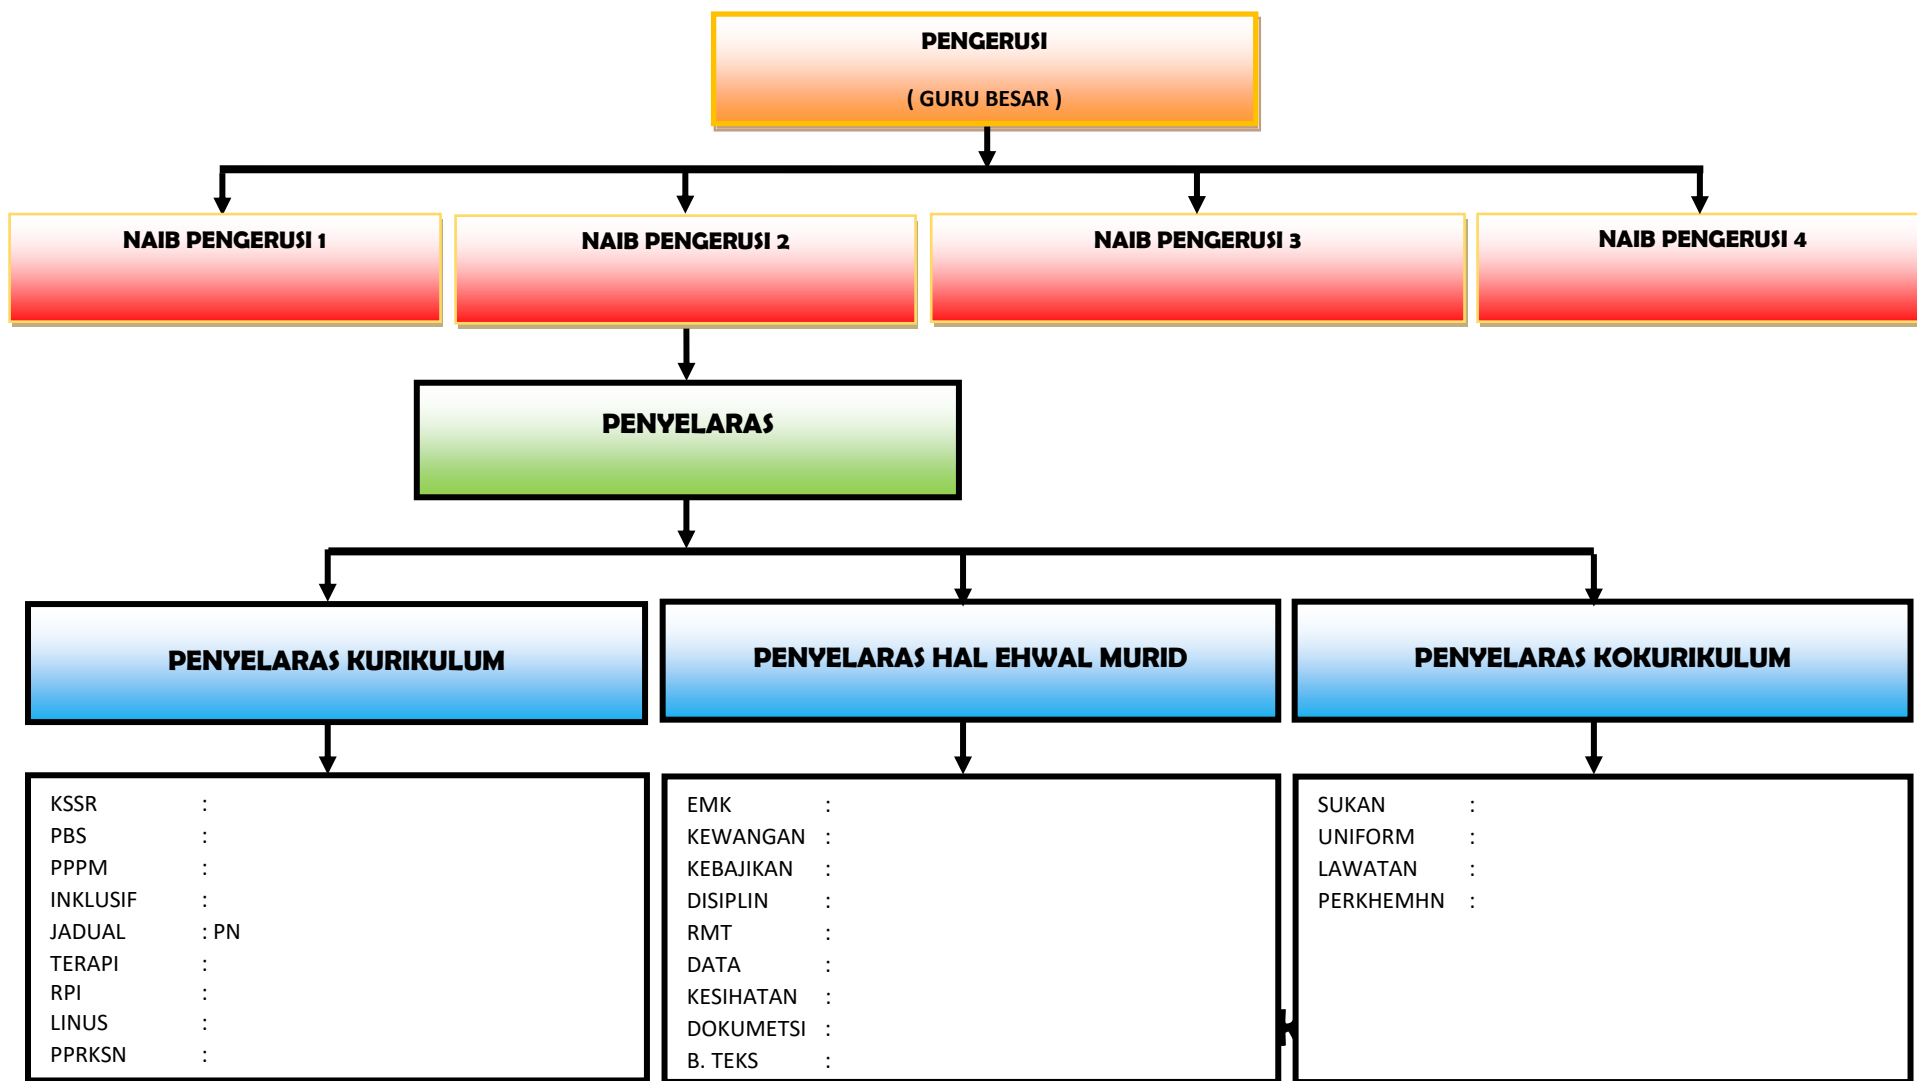 PENGERUSI
( GURU BESAR )
NAIB PENGERUSI 1
NAIB PENGERUSI 2
NAIB PENGERUSI 3
NAIB PENGERUSI 4
PENYELARAS
PENYELARAS KURIKULUM
PENYELARAS HAL EHWAL MURID
PENYELARAS KOKURIKULUM
KSSR :
PBS :
PPPM :
INKLUSIF :
JADUAL : PN
TERAPI :
RPI :
LINUS :
PPRKSN :
EMK :
KEWANGAN :
KEBAJIKAN :
DISIPLIN :
RMT :
DATA :
KESIHATAN :
DOKUMETSI :
B. TEKS :
SUKAN :
UNIFORM :
LAWATAN :
PERKHEMHN :